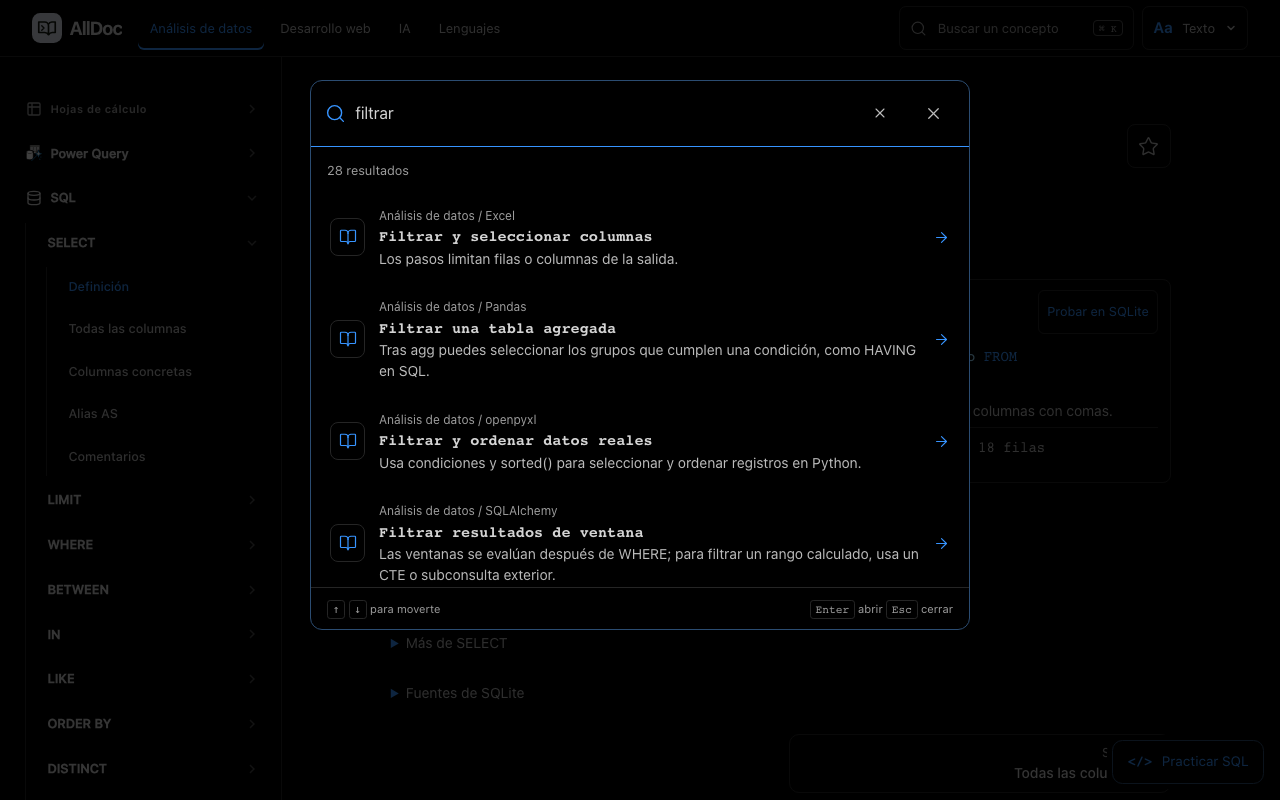 AllDoc
Análisis de datos
Desarrollo web
IA
Lenguajes
Buscar un concepto
⌘ K
Aa Texto
Hojas de cálculo
Power Query
SQL
SELECT
Definición
Todas las columnas
Columnas concretas
Alias AS
Comentarios
LIMIT
WHERE
BETWEEN
IN
LIKE
ORDER BY
DISTINCT
filtrar
28 resultados
Análisis de datos / Excel
Filtrar y seleccionar columnas
Los pasos limitan filas o columnas de la salida.
Análisis de datos / Pandas
Filtrar una tabla agregada
Tras agg puedes seleccionar los grupos que cumplen una condición, como HAVING
en SQL.
Análisis de datos / openpyxl
Filtrar y ordenar datos reales
Usa condiciones y sorted() para seleccionar y ordenar registros en Python.
Análisis de datos / SQLAlchemy
Filtrar resultados de ventana
Las ventanas se evalúan después de WHERE; para filtrar un rango calculado, usa un
CTE o subconsulta exterior.
↑ ↓ para moverte
Enter abrir Esc cerrar
Probar en SQLite
FROM
columnas con comas.
18 filas
Más de SELECT
Fuentes de SQLite
Todas las colu
</> Practicar SQL